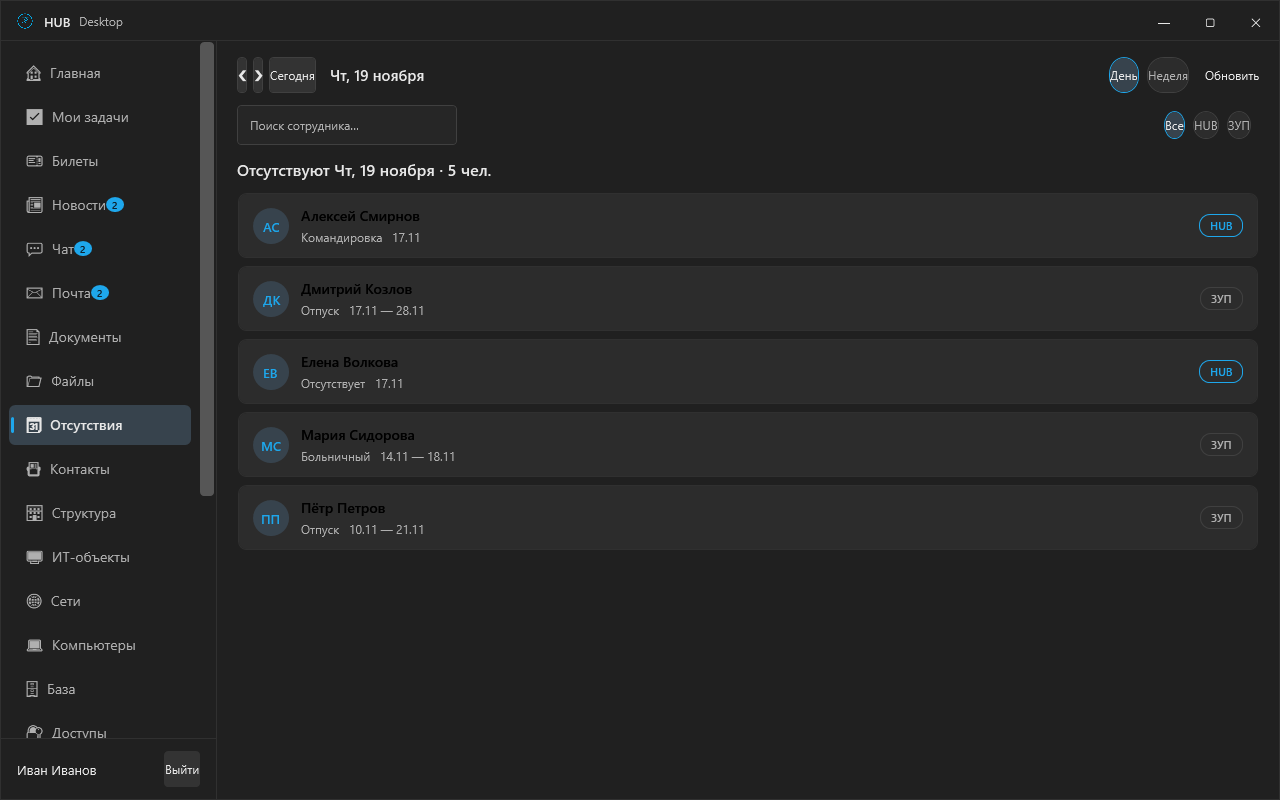 HUB Desktop
Главная
Мои задачи
Билеты
Новости 2
Чат 2
Почта 2
Документы
Файлы
31 Отсутствия
Контакты
Структура
ИТ-объекты
Сети
Компьютеры
База
Доступы
Иван Иванов Выйти
❮ ❯ Сегодня Чт, 19 ноября День Неделя Обновить
Поиск сотрудника... Все HUB ЗУП
Отсутствуют Чт, 19 ноября · 5 чел.
АС Алексей Смирнов HUB
Командировка 17.11
ДК Дмитрий Козлов ЗУП
Отпуск 17.11 — 28.11
ЕВ Елена Волкова HUB
Отсутствует 17.11
МС Мария Сидорова ЗУП
Больничный 14.11 — 18.11
ПП Пётр Петров ЗУП
Отпуск 10.11 — 21.11